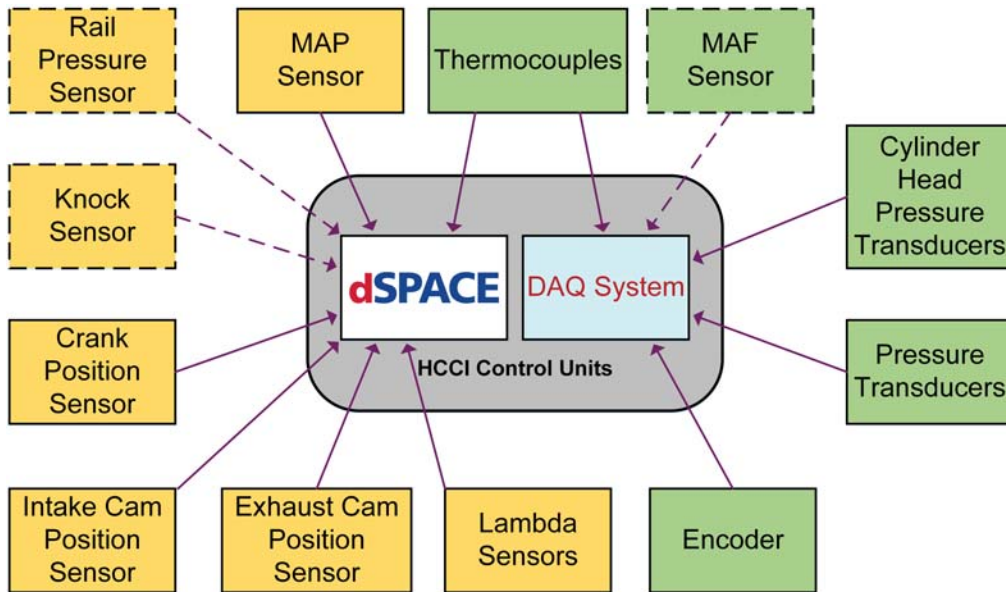 Rail
Pressure
Sensor
MAP
Sensor
Thermocouples
MAF
Sensor
Knock
Sensor
Cylinder
Head
Pressure
Transducers
dSPACE
DAQ System
HCCI Control Units
Crank
Position
Sensor
Pressure
Transducers
Intake Cam
Position
Sensor
Exhaust Cam
Position
Sensor
Lambda
Sensors
Encoder